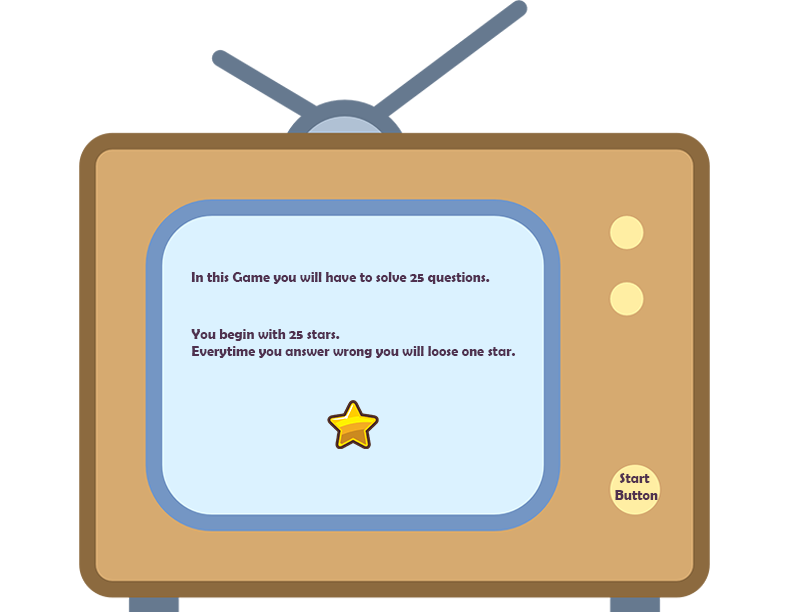 In this Game you will have to solve 25 questions.
You begin with 25 stars.
Everytime you answer wrong you will loose one star.
Start
Button